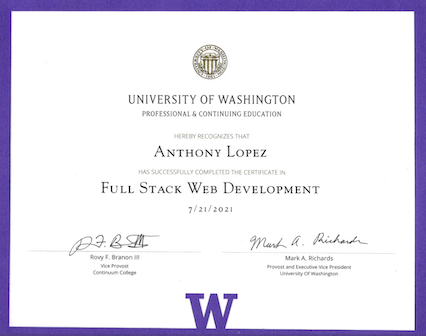 UNIVERSITY OF WASHINGTON
PROFESSIONAL & CONTINUING EDUCATION
HEREBY RECOGNIZES THAT
ANTHONY LOPEZ
HAS SUCCESSFULLY COMPLETED THE CERTIFICATE IN
FULL STACK WEB DEVELOPMENT
7/21/2021
Rovy F. Branon III
Vice Provost
Continuum College
Mark A. Richards
Mark A. Richards
Provost and Executive Vice President
University Of Washington
W